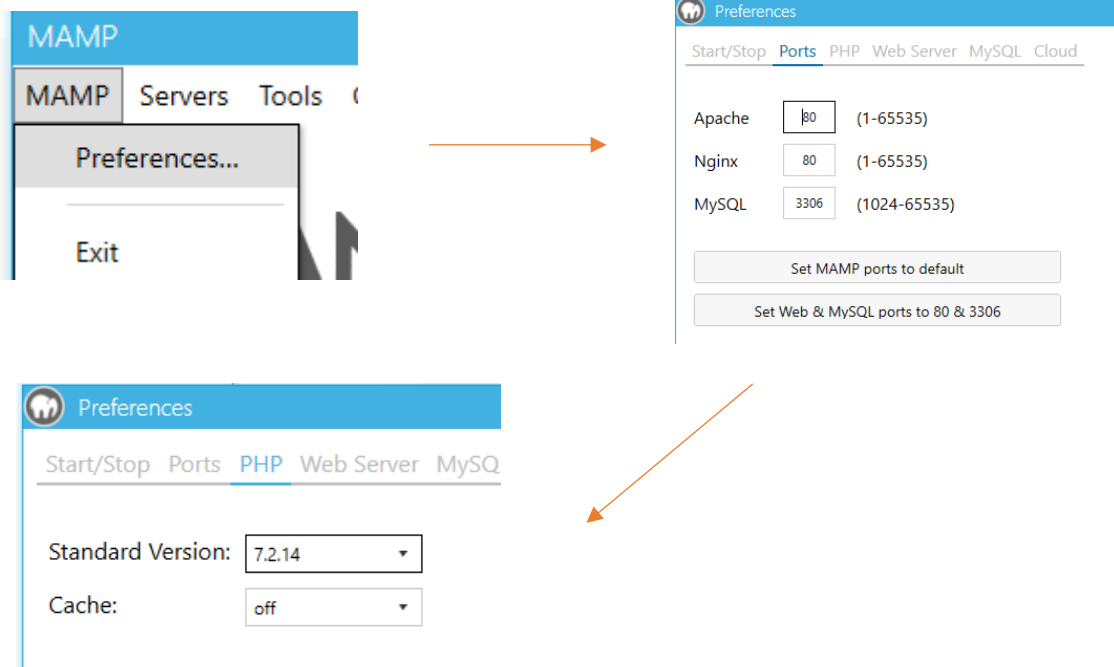 MAMP
MAMP Servers Tools
Preferences...
Exit
Preferences
Start/Stop Ports PHP Web Server MySQL Cloud
Apache 80 (1-65535)
Nginx 80 (1-65535)
MySQL 3306 (1024-65535)
Set MAMP ports to default
Set Web & MySQL ports to 80 & 3306
Preferences
Start/Stop Ports PHP Web Server MySQ
Standard Version: 7.2.14
Cache: off